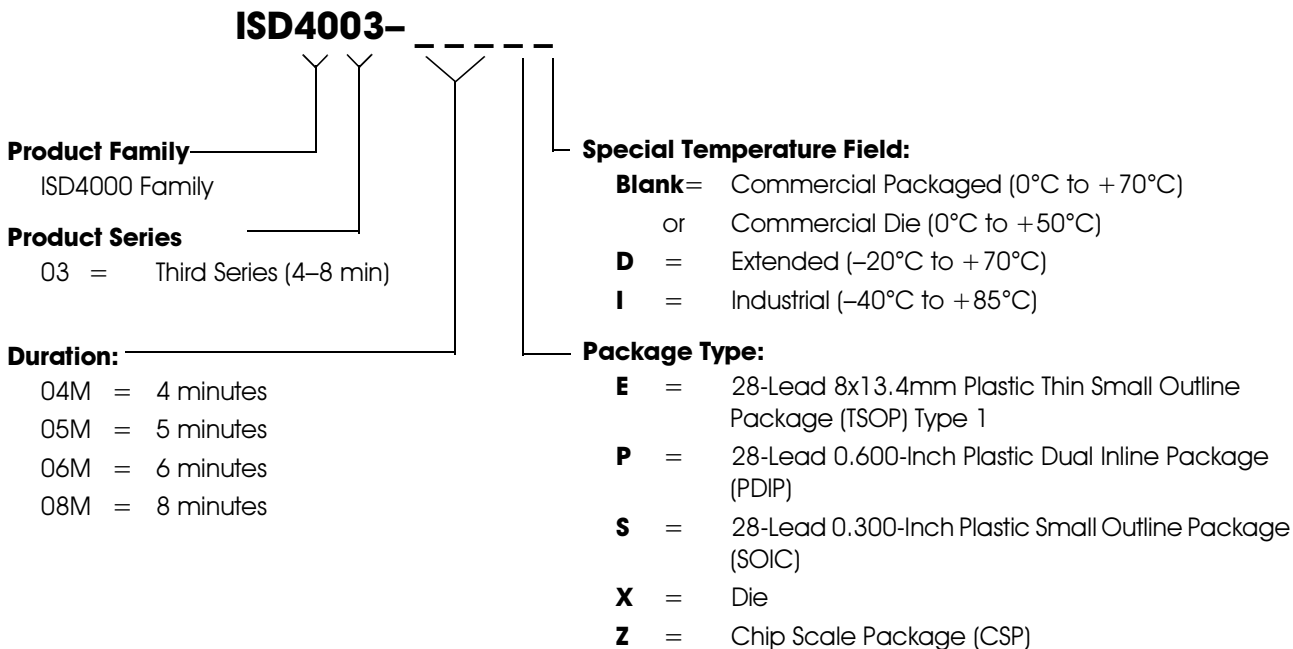 ISD4003– _ _ _ _ _
Product Family
ISD4000 Family
Product Series
03 = Third Series (4–8 min)
Duration:
04M = 4 minutes
05M = 5 minutes
06M = 6 minutes
08M = 8 minutes
Special Temperature Field:
Blank= Commercial Packaged (0°C to +70°C)
or Commercial Die (0°C to +50°C)
D = Extended (–20°C to +70°C)
I = Industrial (–40°C to +85°C)
Package Type:
E = 28-Lead 8x13.4mm Plastic Thin Small Outline
Package (TSOP) Type 1
P = 28-Lead 0.600-Inch Plastic Dual Inline Package
(PDIP)
S = 28-Lead 0.300-Inch Plastic Small Outline Package
(SOIC)
X = Die
Z = Chip Scale Package (CSP)